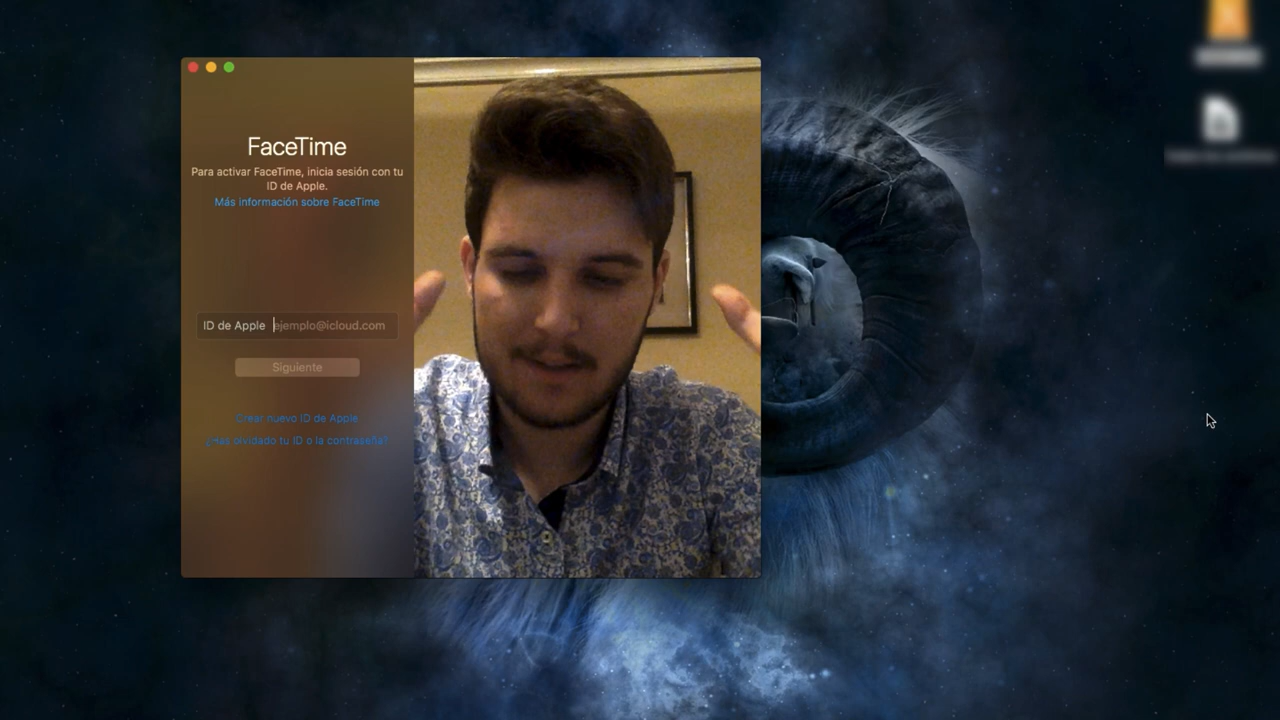 FaceTime
Para activar FaceTime, inicia sesión con tu
ID de Apple.
Más información sobre FaceTime
ID de Apple ejemplo@icloud.com
Siguiente
Crear nuevo ID de Apple
¿Has olvidado tu ID o la contraseña?